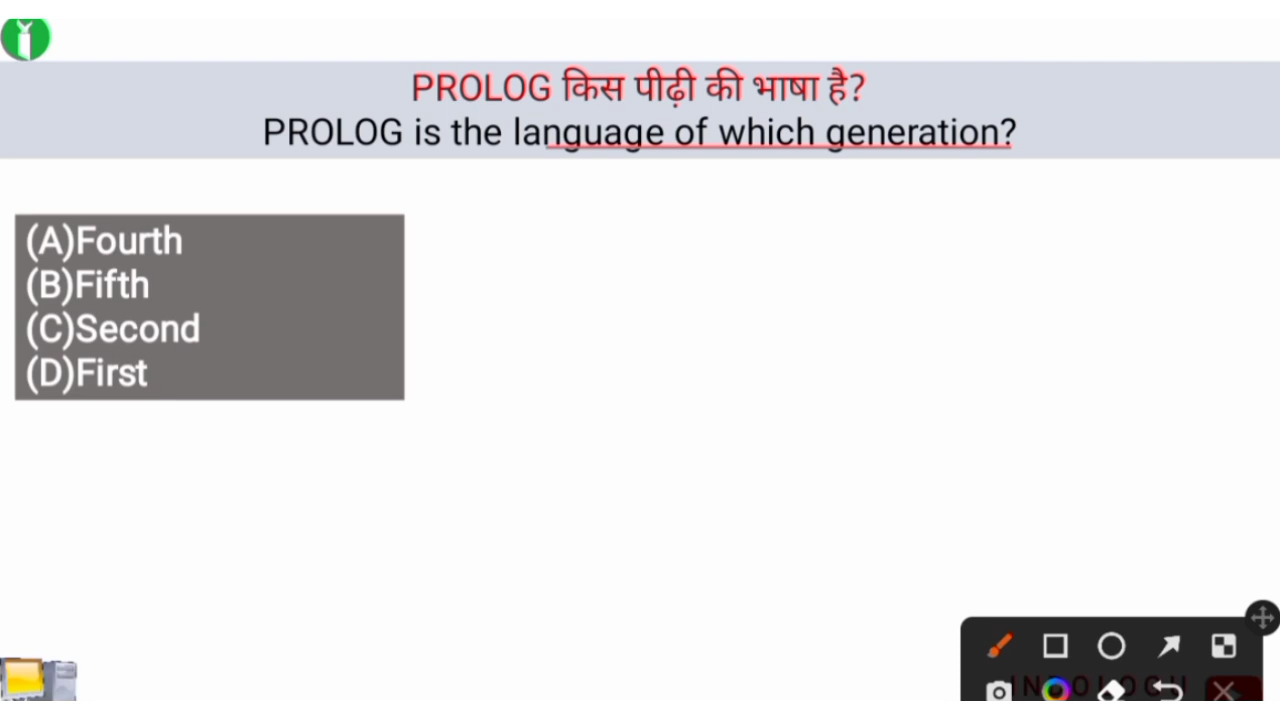 PROLOG किस पीढ़ी की भाषा है?
PROLOG is the language of which generation?
(A)Fourth
(B)Fifth
(C)Second
(D)First